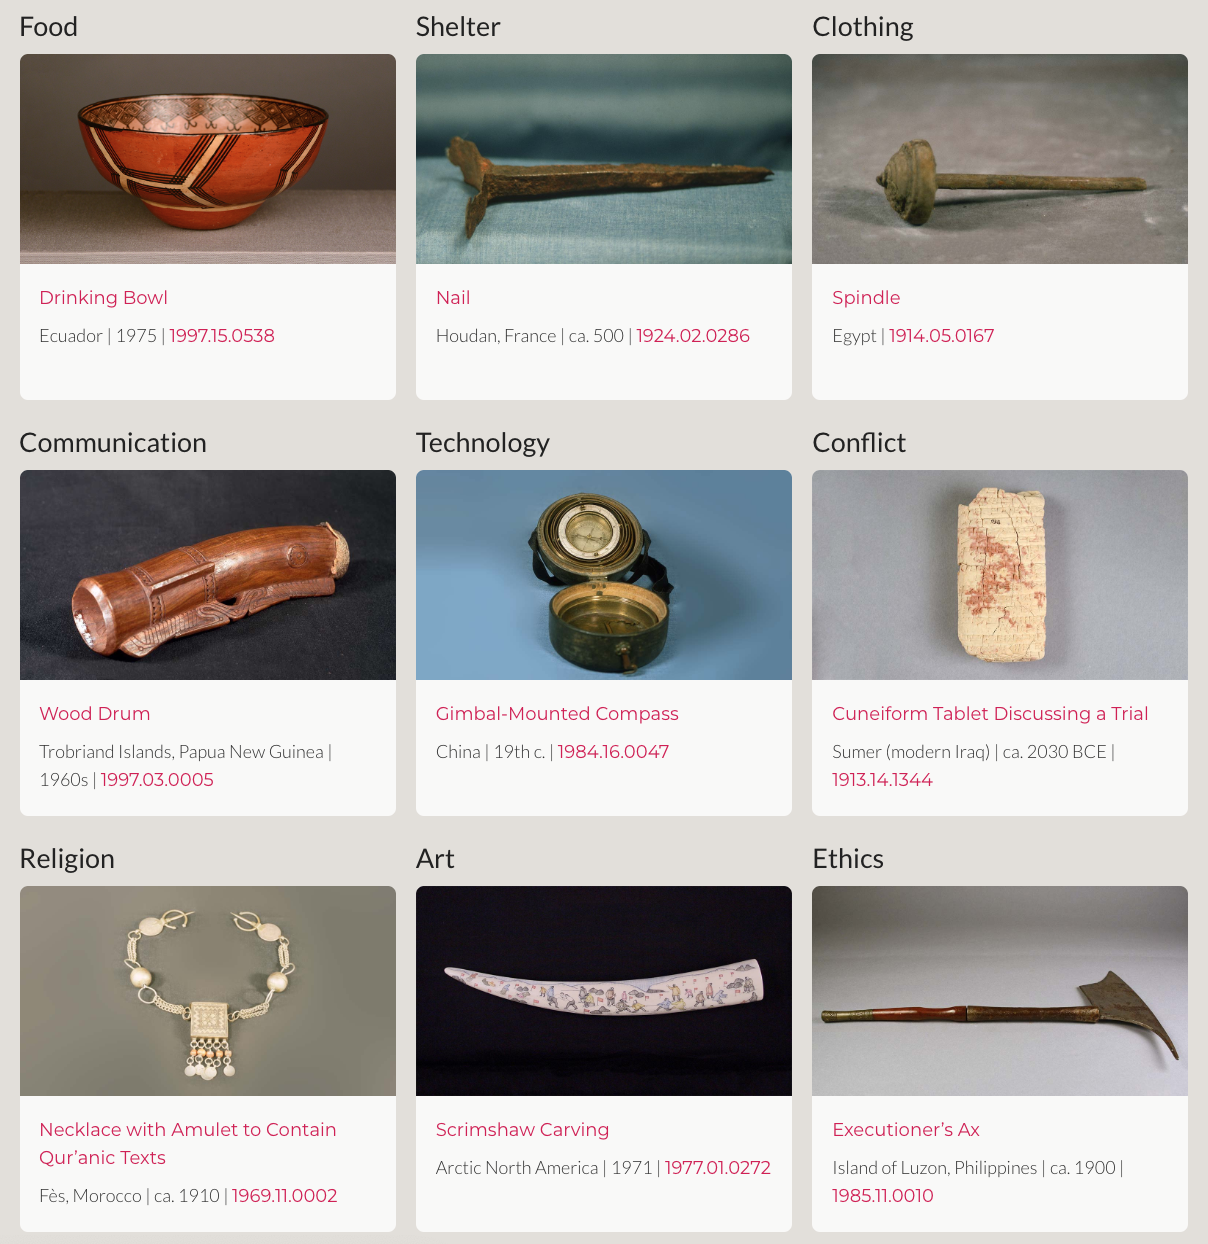 Food
Shelter
Clothing
Drinking Bowl
Ecuador | 1975 | 1997.15.0538
Nail
Houdan, France | ca. 500 | 1924.02.0286
Spindle
Egypt | 1914.05.0167
Communication
Technology
Conflict
Wood Drum
Trobriand Islands, Papua New Guinea |
1960s | 1997.03.0005
Gimbal-Mounted Compass
China | 19th c. | 1984.16.0047
Cuneiform Tablet Discussing a Trial
Sumer (modern Iraq) | ca. 2030 BCE |
1913.14.1344
Religion
Art
Ethics
Necklace with Amulet to Contain
Qur’anic Texts
Fès, Morocco | ca. 1910 | 1969.11.0002
Scrimshaw Carving
Arctic North America | 1971 | 1977.01.0272
Executioner’s Ax
Island of Luzon, Philippines | ca. 1900 |
1985.11.0010